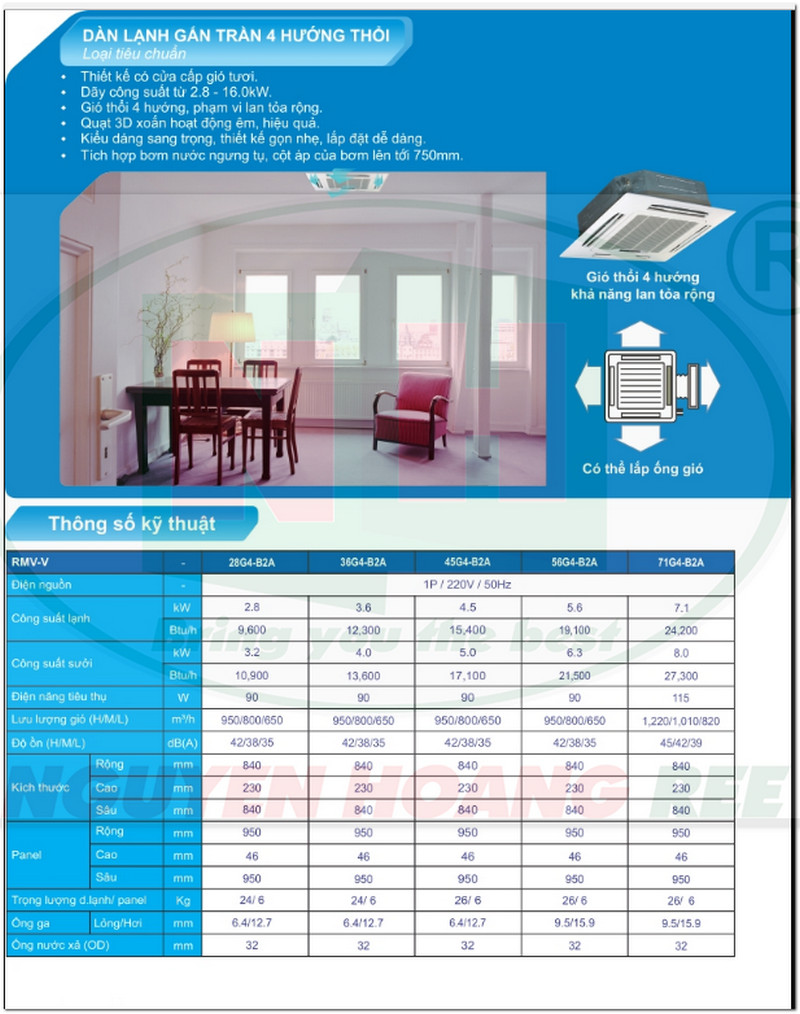 DÀN LẠNH GẮN TRẦN 4 HƯỚNG THỔI
Loại tiêu chuẩn
• Thiết kế có cửa cấp gió tươi.
• Dãy công suất từ 2.8 - 16.0kW.
• Gió thổi 4 hướng, phạm vi lan tỏa rộng.
• Quạt 3D xoắn hoạt động êm, hiệu quả.
• Kiểu dáng sang trọng, thiết kế gọn nhẹ, lắp đặt dễ dàng.
• Tích hợp bơm nước ngưng tụ, cột áp của bơm lên tới 750mm.
Gió thổi 4 hướng
khả năng lan tỏa rộng
R
Có thể lắp ống gió
Thông số kỹ thuật
RMV-V - 28G4-B2A 36G4-B2A 45G4-B2A 56G4-B2A 71G4-B2A
Điện nguồn - 1P / 220V / 50Hz
Công suất lạnh kW 2.8 3.6 4.5 5.6 7.1
Btu/h 9,600 12,300 15,400 19,100 24,200
Bring you the best
Công suất sưởi kW 3.2 4.0 5.0 6.3 8.0
Btu/h 10,900 13,600 17,100 21,500 27,300
Điện năng tiêu thụ W 90 90 90 90 115
Lưu lượng gió (H/M/L) m³/h 950/800/650 950/800/650 950/800/650 950/800/650 1,220/1,010/820
Độ ồn (H/M/L) dB(A) 42/38/35 42/38/35 42/38/35 42/38/35 45/42/39
Kích thước Rộng mm 840 840 840 840 840
Cao mm 230 230 230 230 230
NGUYEN HOANG REE
Sâu mm 840 840 840 840 840
Panel Rộng mm 950 950 950 950 950
Cao mm 46 46 46 46 46
Sâu mm 950 950 950 950 950
Trọng lượng d.lạnh/ panel Kg 24/ 6 24/ 6 26/ 6 26/ 6 26/ 6
Ống ga Lỏng/Hơi mm 6.4/12.7 6.4/12.7 6.4/12.7 9.5/15.9 9.5/15.9
Ống nước xả (OD) mm 32 32 32 32 32